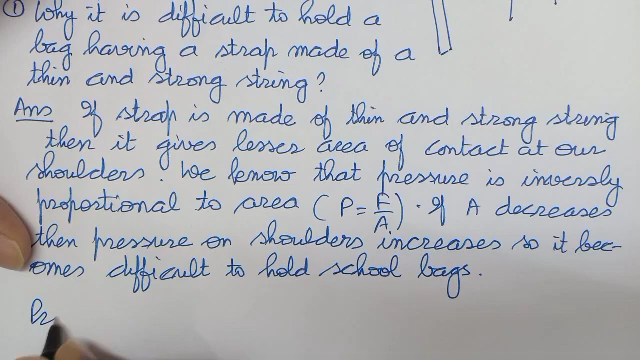 ① Why it is difficult to hold a
bag having a strap made of a
thin and strong string?
Ans If strap is made of thin and strong string
then it gives lesser area of contact at our
shoulders. We know that pressure is inversly
proportional to area (P = F/A). If A decreases
then pressure on shoulders increases so it bec-
omes difficult to hold school bags.